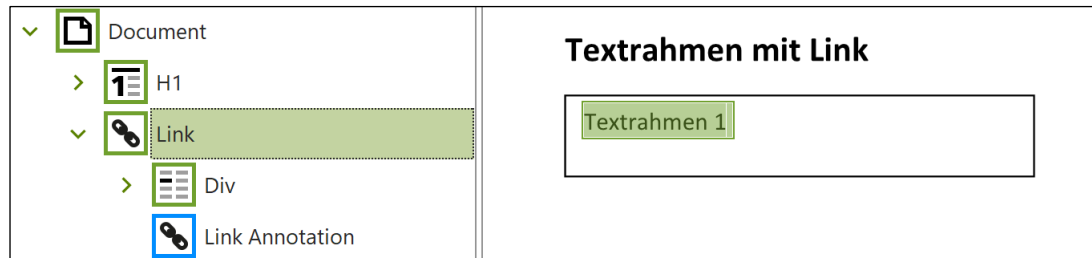 Document
H1
Link
Div
Link Annotation
Textrahmen mit Link
Textrahmen 1